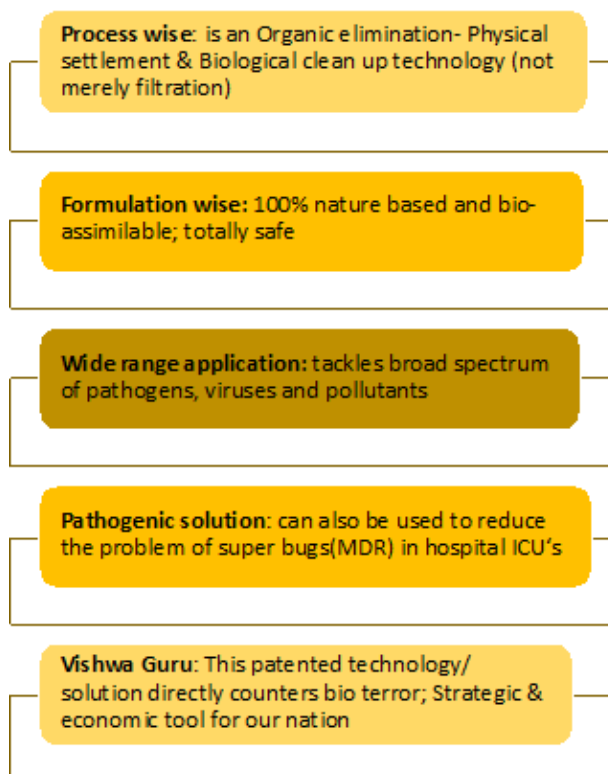 Process wise: is an Organic elimination- Physical
settlement & Biological clean up technology (not
merely filtration)
Formulation wise: 100% nature based and bio-
assimilable; totally safe
Wide range application: tackles broad spectrum
of pathogens, viruses and pollutants
Pathogenic solution: can also be used to reduce
the problem of super bugs(MDR) in hospital ICU‘s
Vishwa Guru: This patented technology/
solution directly counters bio terror; Strategic &
economic tool for our nation